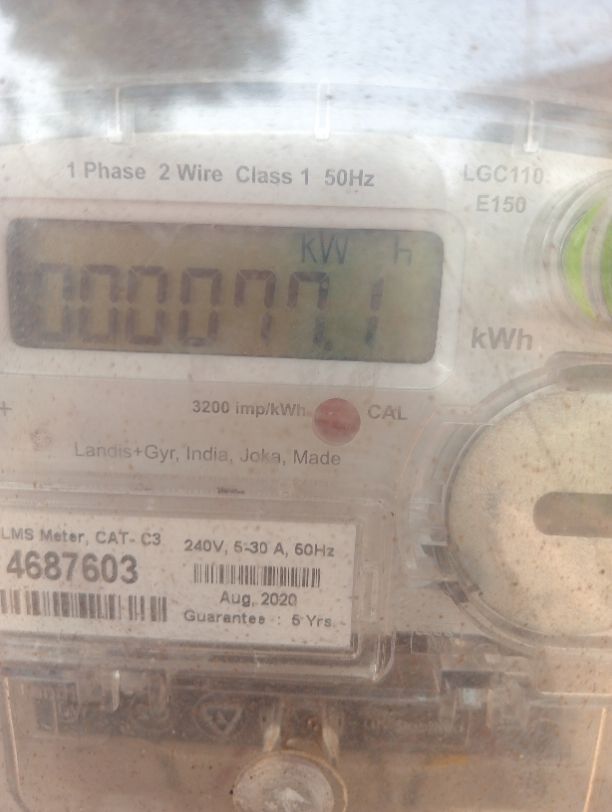 1 Phase 2 Wire Class 1 50Hz
LGC110
E150
kW h
000077.1
kWh
3200 imp/kWh
CAL
Landis+Gyr, India, Joka, Made
LMS Meter, CAT- C3
4687603
240V, 5-30 A, 50Hz
Aug, 2020
Guarantee : 5 Yrs.